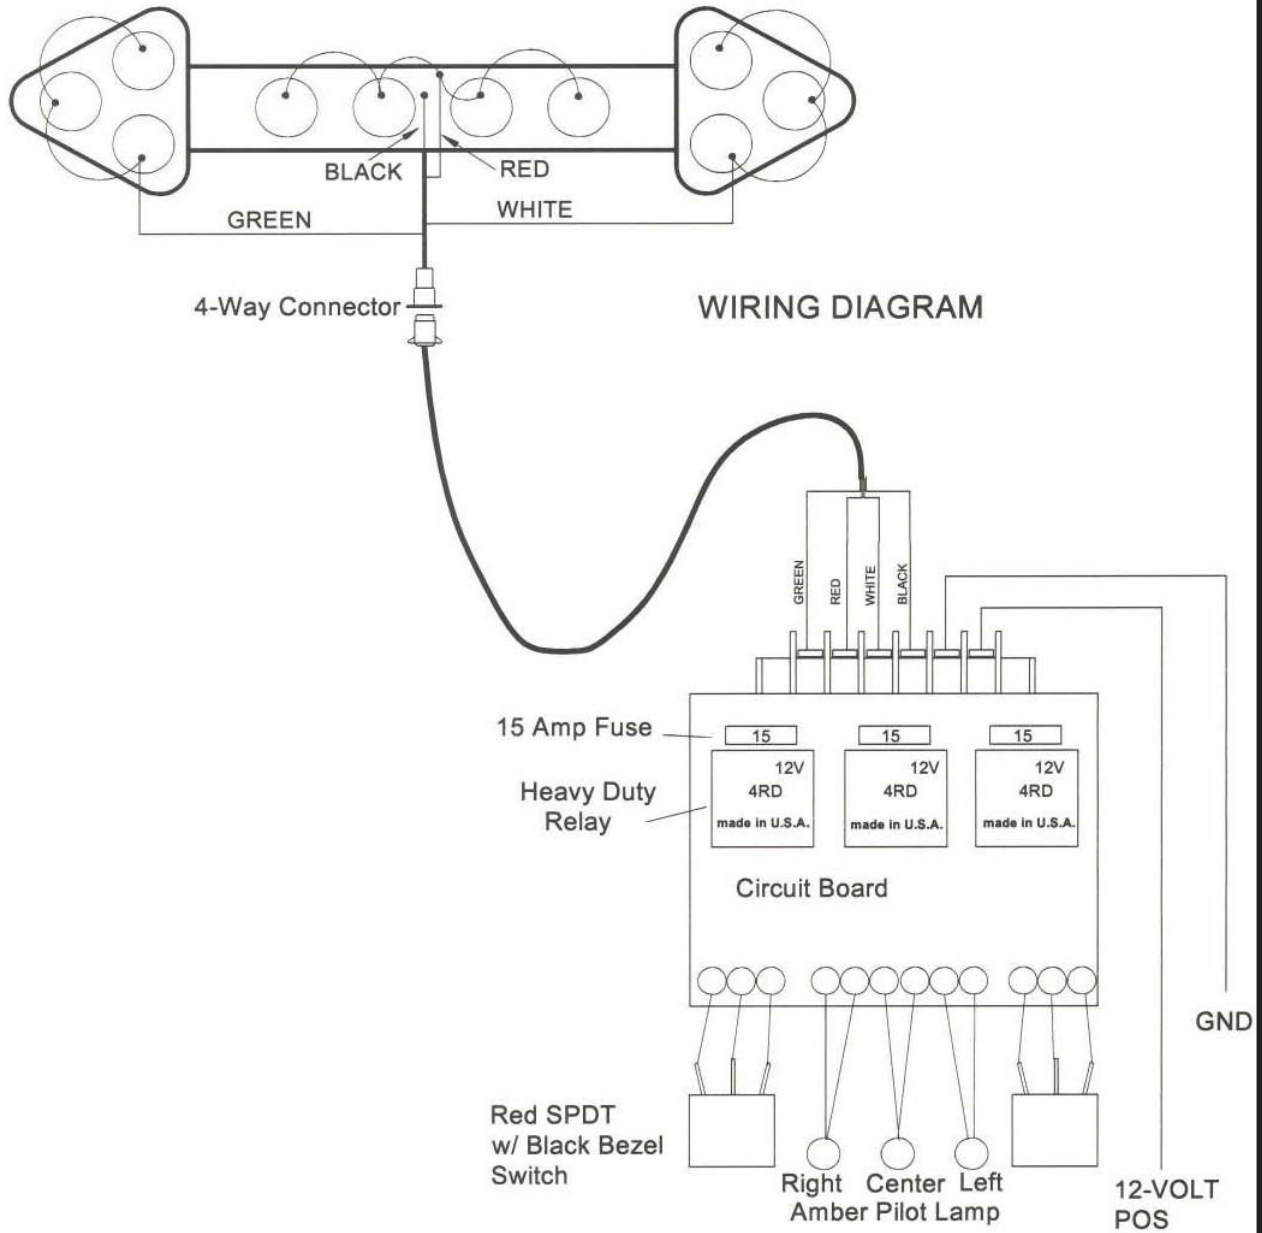 BLACK
RED
GREEN
WHITE
4-Way Connector
WIRING DIAGRAM
GREEN
RED
WHITE
BLACK
15 Amp Fuse
15
15
15
Heavy Duty
Relay
12V
4RD
made in U.S.A.
12V
4RD
made in U.S.A.
12V
4RD
made in U.S.A.
Circuit Board
GND
Red SPDT
w/ Black Bezel
Switch
Right Center Left
Amber Pilot Lamp
12-VOLT
POS